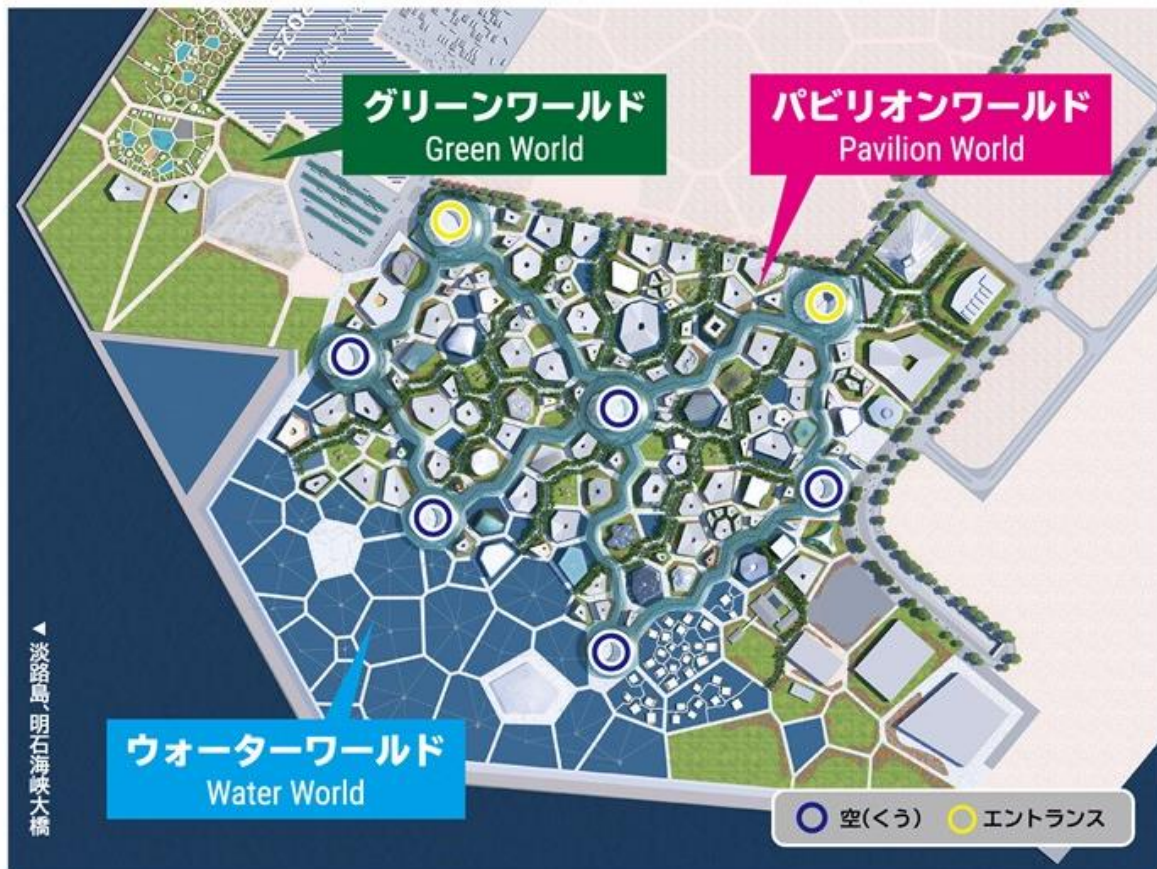 2025
グリーンワールド
Green World
パビリオンワールド
Pavilion World
ウォーターワールド
Water World
◀ 淡路島、明石海峡大橋
空(くう)
エントランス